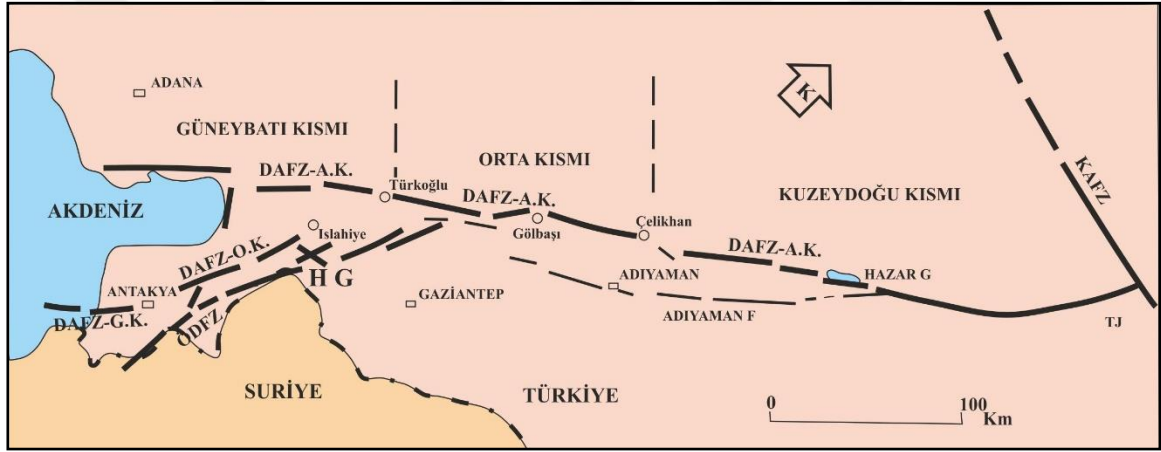 ADANA
GÜNEYBATI KISMI
ORTA KISMI
KUZEYDOĞU KISMI
K
KAFZ
DAFZ-A.K.
Türkoğlu
DAFZ-A.K.
Gölbaşı
Çelikhan
DAFZ-A.K.
HAZAR G
AKDENİZ
Islahiye
DAFZ-O.K.
H G
ANTAKYA
DAFZ-G.K.
ODFZ
GAZİANTEP
ADIYAMAN
ADIYAMAN F
TJ
SURİYE
TÜRKİYE
0 100
Km